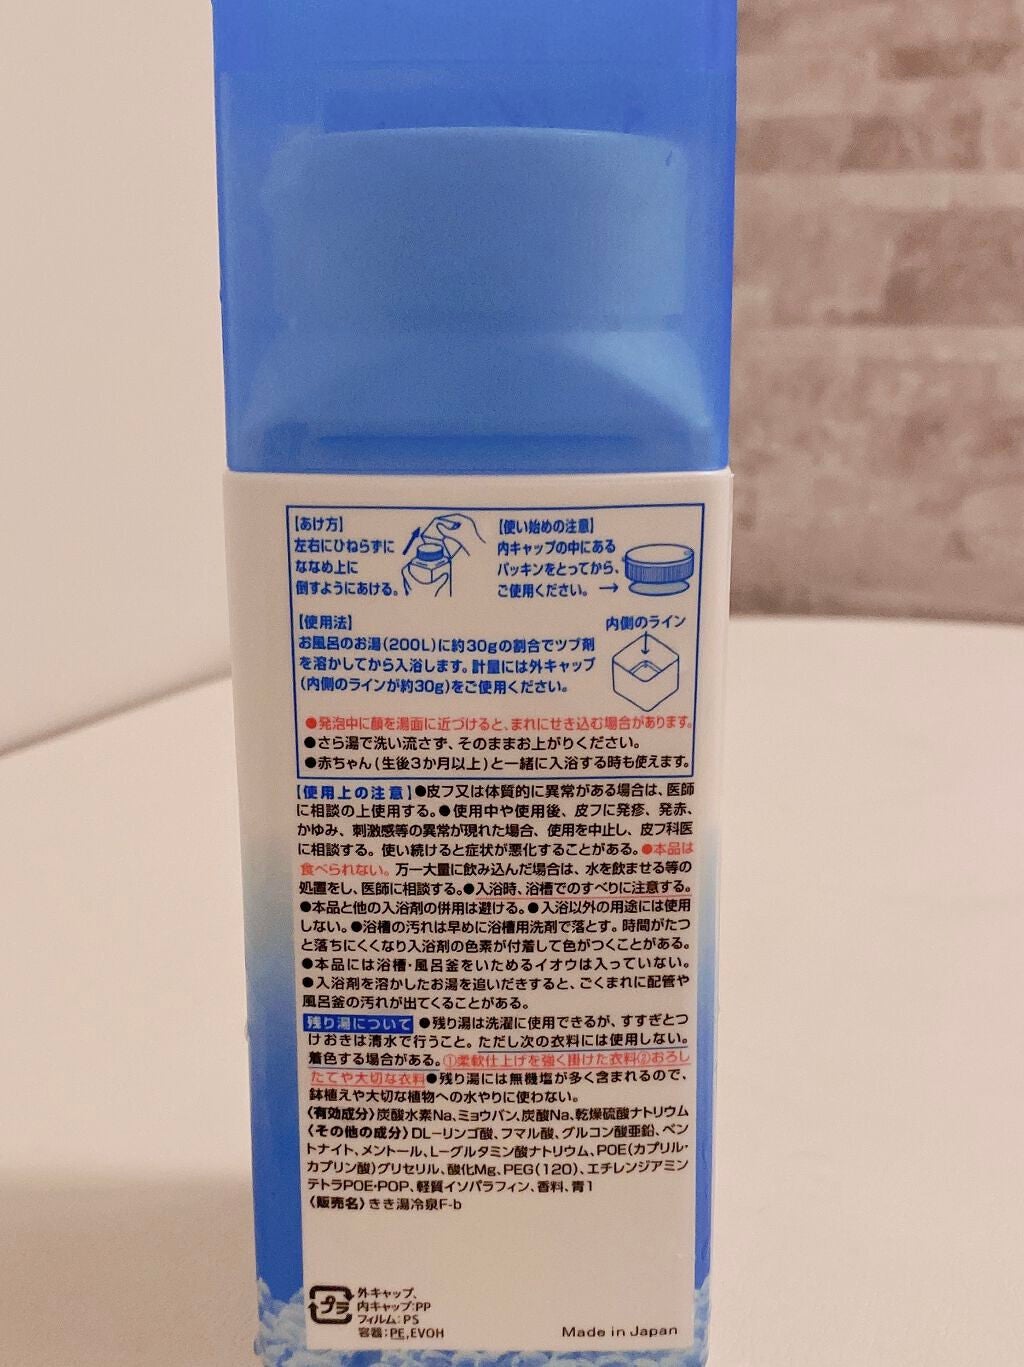 【あけ方】
左右にひねらずに
ななめ上に
倒すようにあける。
【使い始めの注意】
内キャップの中にある
パッキンをとってから、
ご使用ください。→
【使用法】
お風呂のお湯(200L)に約30gの割合でツブ剤
を溶かしてから入浴します。計量には外キャップ
(内側のラインが約30g)をご使用ください。
内側のライン
●発泡中に顔を湯面に近づけると、まれにせき込む場合があります。
●さら湯で洗い流さず、そのままお上がりください。
●赤ちゃん(生後3か月以上)と一緒に入浴する時も使えます。
【使用上の注意】●皮フ又は体質的に異常がある場合は、医師
に相談の上使用する。●使用中や使用後、皮フに発疹、発赤、
かゆみ、刺激感等の異常が現れた場合、使用を中止し、皮フ科医
に相談する。使い続けると症状が悪化することがある。●本品は
食べられない。万一大量に飲み込んだ場合は、水を飲ませる等の
処置をし、医師に相談する。●入浴時、浴槽でのすべりに注意する。
●本品と他の入浴剤の併用は避ける。●入浴以外の用途には使用
しない。●浴槽の汚れは早めに浴槽用洗剤で落とす。時間がたつ
と落ちにくくなり入浴剤の色素が付着して色がつくことがある。
●本品には浴槽・風呂釜をいためるイオウは入っていない。
●入浴剤を溶かしたお湯を追いだきすると、ごくまれに配管や
風呂釜の汚れが出てくることがある。
残り湯について ●残り湯は洗濯に使用できるが、すすぎとつ
けおきは清水で行うこと。ただし次の衣料には使用しない。
着色する場合がある。①柔軟仕上げを強く掛けた衣料②おろし
たてや大切な衣料●残り湯には無機塩が多く含まれるので、
鉢植えや大切な植物への水やりに使わない。
〈有効成分〉炭酸水素Na、ミョウバン、炭酸Na、乾燥硫酸ナトリウム
〈その他の成分〉DL-リンゴ酸、フマル酸、グルコン酸亜鉛、ベン
トナイト、メントール、L-グルタミン酸ナトリウム、POE(カプリル・
カプリン酸)グリセリル、酸化Mg、PEG(120)、エチレンジアミン
テトラPOE・POP、軽質イソパラフィン、香料、青1
〈販売名〉きき湯冷泉F-b
プラ
外キャップ、
内キャップ:PP
フィルム:PS
容器:PE,EVOH
Made in Japan